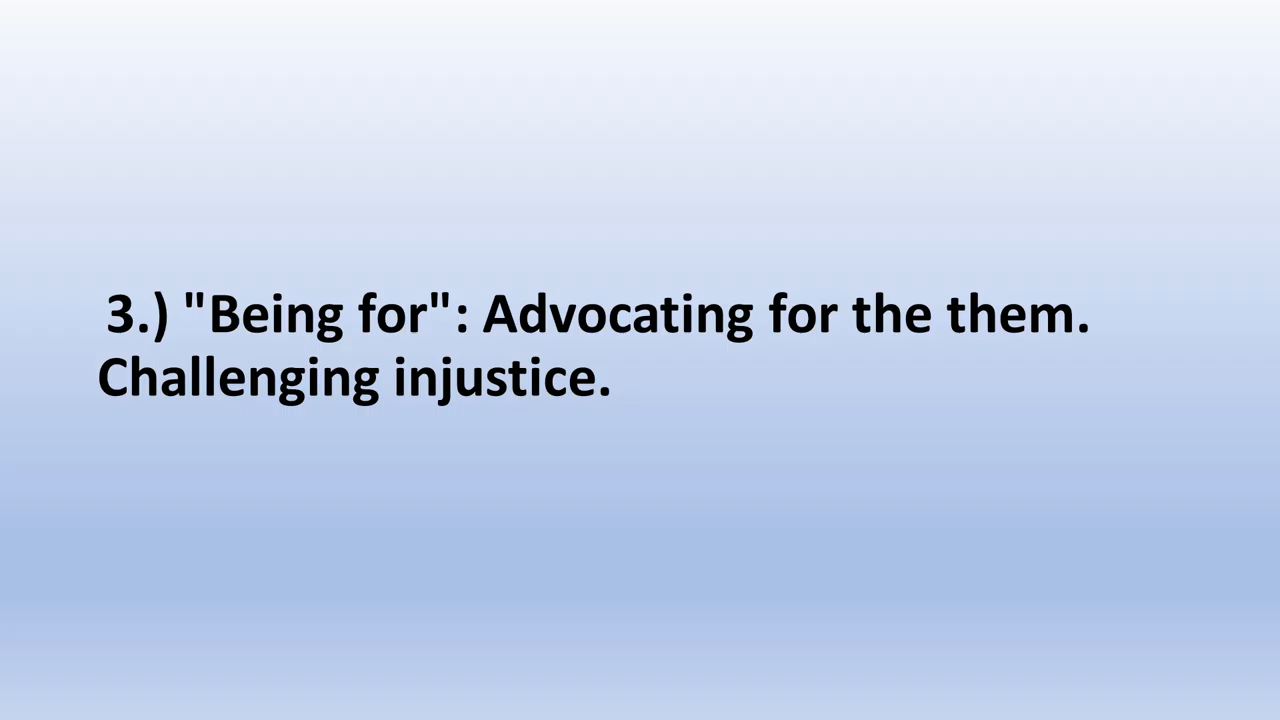 3.) "Being for": Advocating for the them.
Challenging injustice.